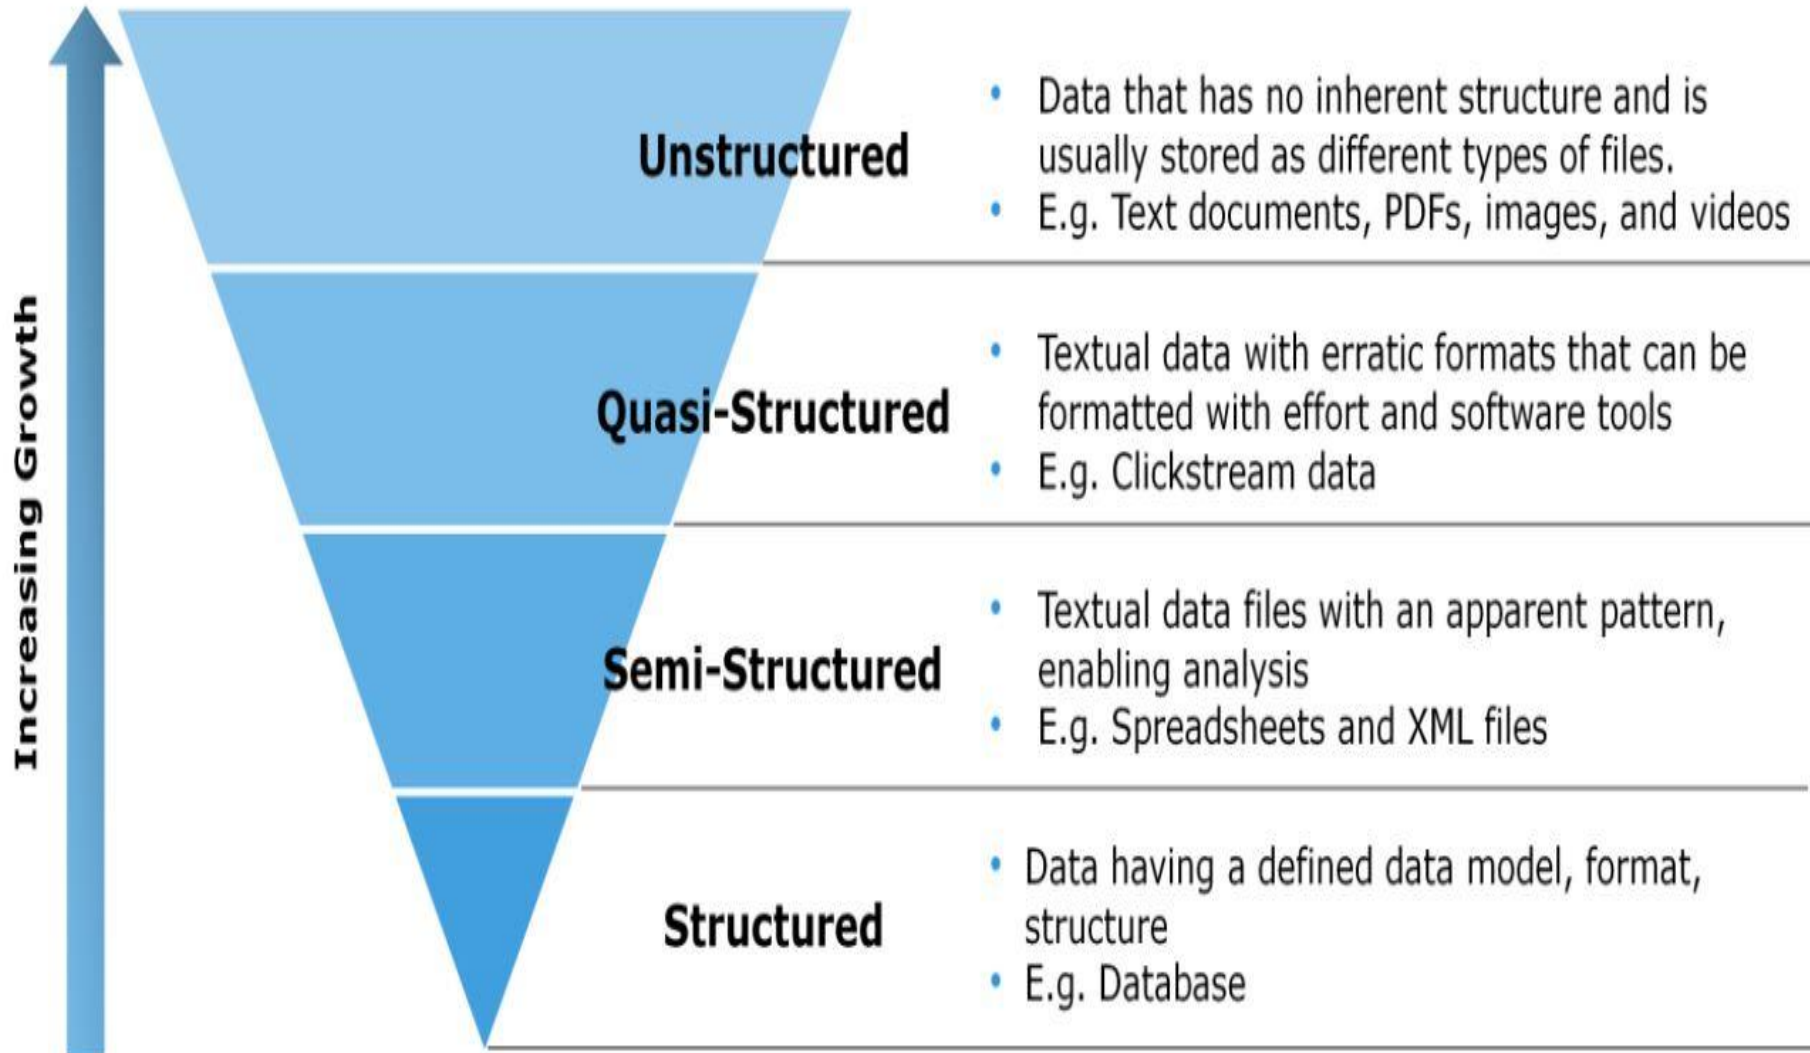 Increasing Growth
Unstructured
• Data that has no inherent structure and is
usually stored as different types of files.
• E.g. Text documents, PDFs, images, and videos
Quasi-Structured
• Textual data with erratic formats that can be
formatted with effort and software tools
• E.g. Clickstream data
Semi-Structured
• Textual data files with an apparent pattern,
enabling analysis
• E.g. Spreadsheets and XML files
Structured
• Data having a defined data model, format,
structure
• E.g. Database